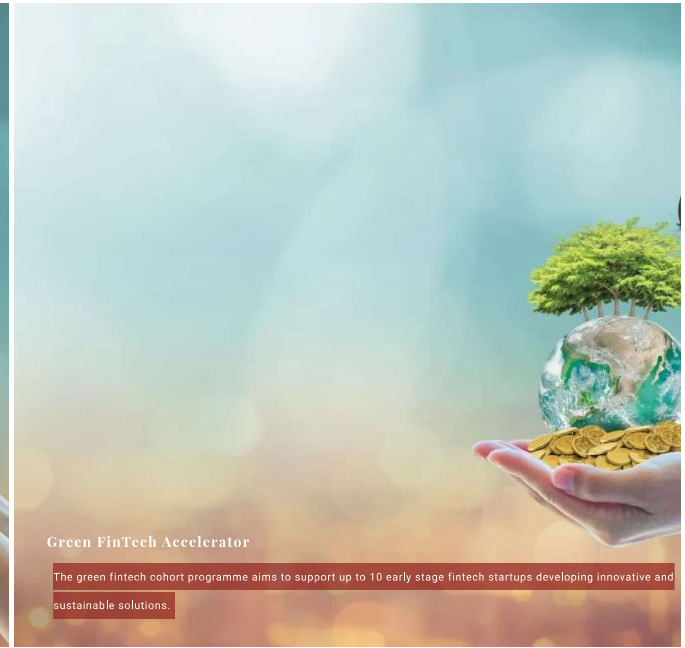 Green FinTech Accelerator
The green fintech cohort programme aims to support up to 10 early stage fintech startups developing innovative and
sustainable solutions.